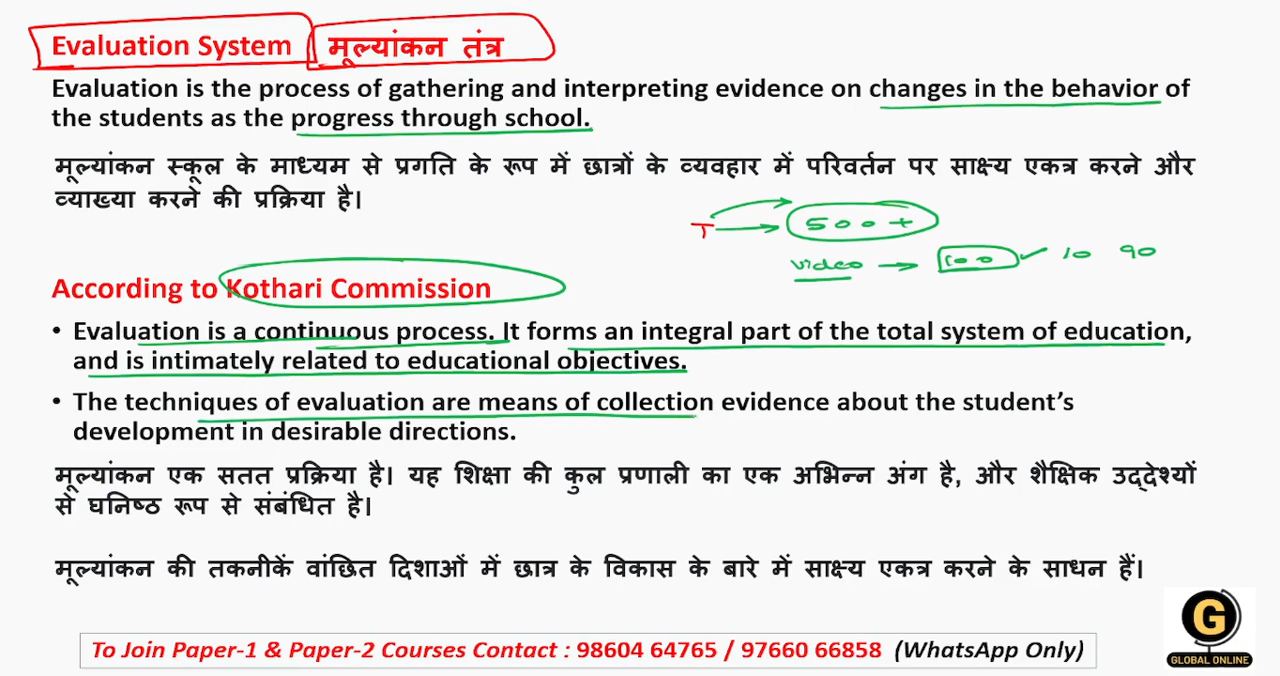 Evaluation System मूल्यांकन तंत्र
Evaluation is the process of gathering and interpreting evidence on changes in the behavior of
the students as the progress through school.
मूल्यांकन स्कूल के माध्यम से प्रगति के रूप में छात्रों के व्यवहार में परिवर्तन पर साक्ष्य एकत्र करने और
व्याख्या करने की प्रक्रिया है।
T 500+
video 100 10 90
According to Kothari Commission
• Evaluation is a continuous process. It forms an integral part of the total system of education,
and is intimately related to educational objectives.
• The techniques of evaluation are means of collection evidence about the student's
development in desirable directions.
मूल्यांकन एक सतत प्रक्रिया है। यह शिक्षा की कुल प्रणाली का एक अभिन्न अंग है, और शैक्षिक उद्देश्यों
से घनिष्ठ रूप से संबंधित है।
मूल्यांकन की तकनीकें वांछित दिशाओं में छात्र के विकास के बारे में साक्ष्य एकत्र करने के साधन हैं।
G
GLOBAL ONLINE
To Join Paper-1 & Paper-2 Courses Contact : 98604 64765 / 97660 66858 (WhatsApp Only)